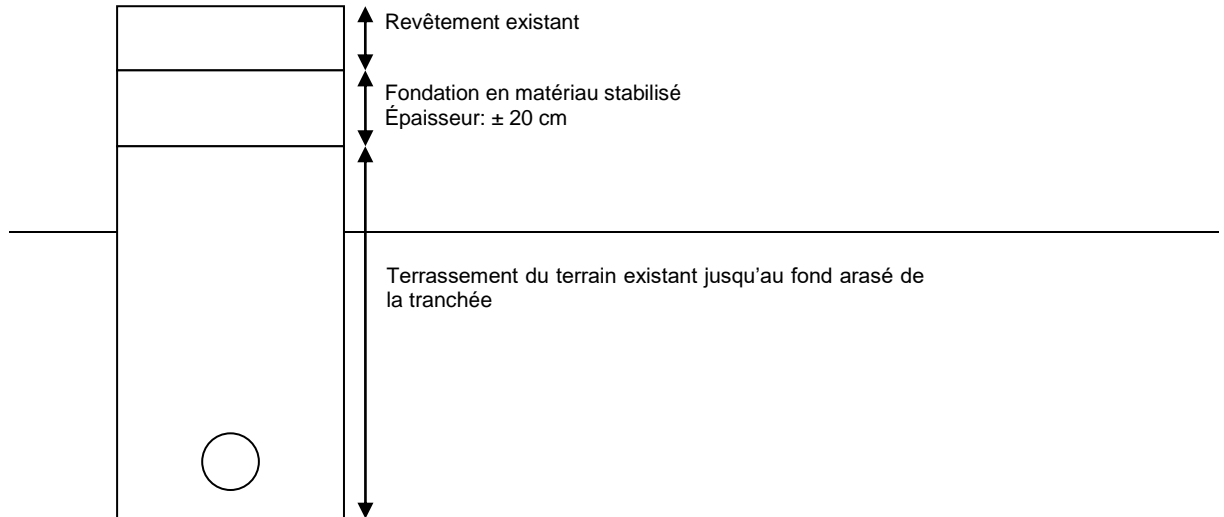 Revêtement existant
Fondation en matériau stabilisé
Épaisseur: ± 20 cm
Terrassement du terrain existant jusqu’au fond arasé de
la tranchée